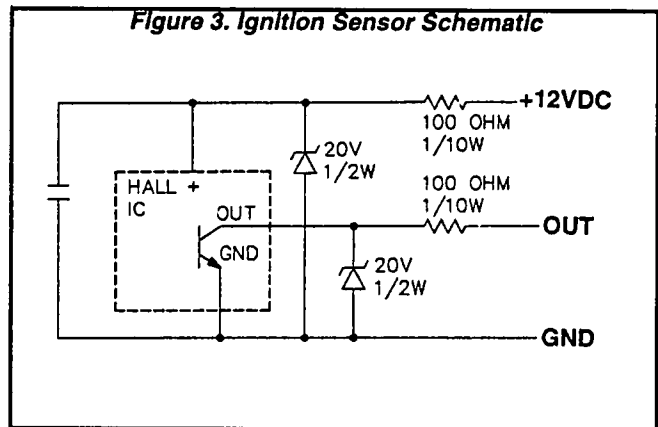 Figure 3. Ignition Sensor Schematic
+12VDC
100 OHM
1/10W
20V
1/2W
HALL +
IC
OUT
GND
100 OHM
1/10W
OUT
20V
1/2W
GND